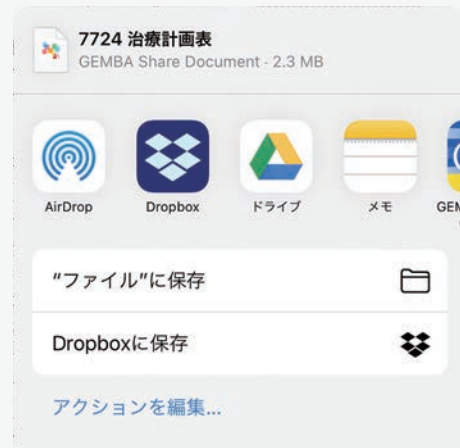 7724 治療計画表
GEMBA Share Document · 2.3 MB
AirDrop
Dropbox
ドライブ
メモ
GEM
"ファイル"に保存
Dropboxに保存
アクションを編集...